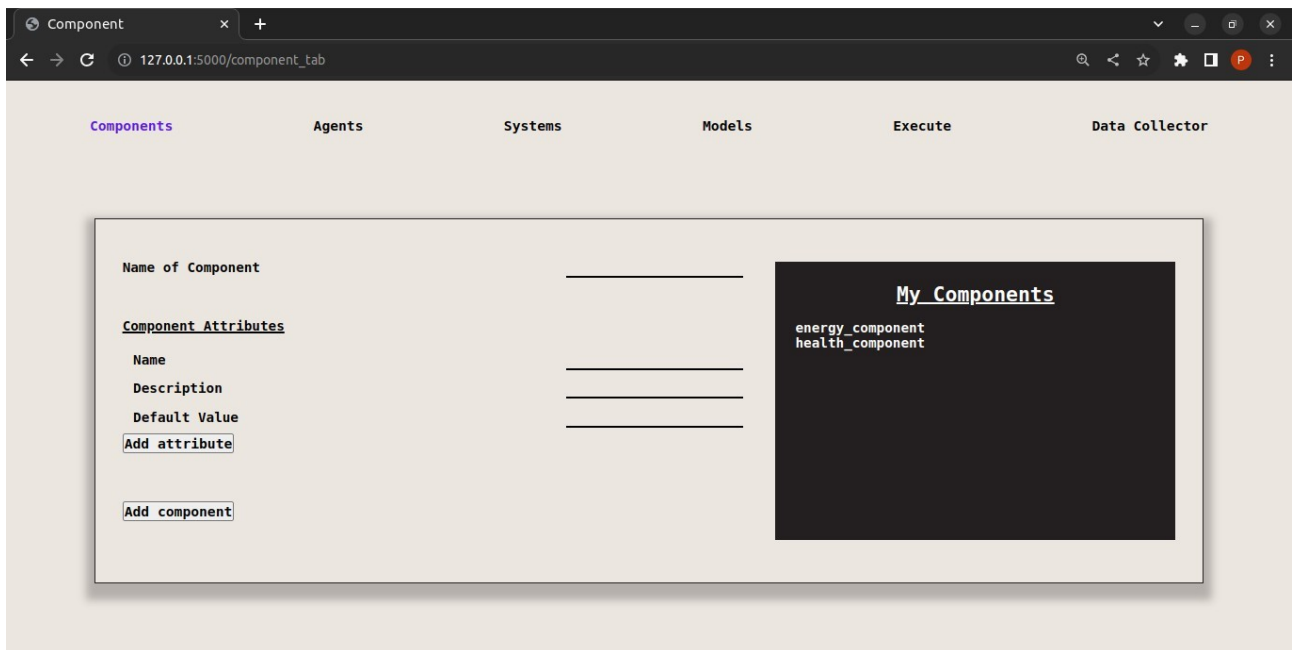 Component
127.0.0.1:5000/component_tab
P
Components Agents Systems Models Execute Data Collector
Name of Component
Component Attributes
Name
Description
Default Value
Add attribute
Add component
My Components
energy_component
health_component